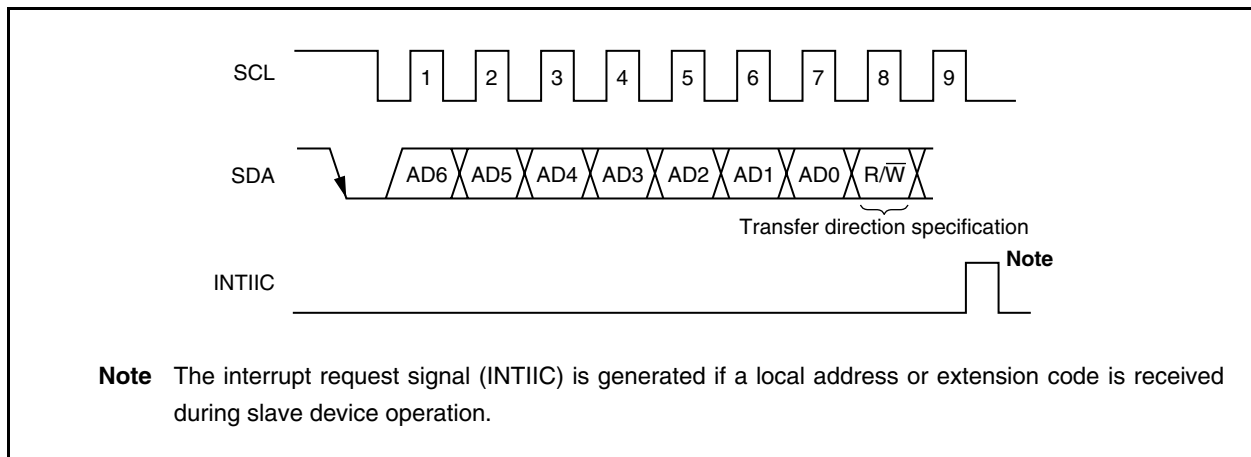 SCL
1 2 3 4 5 6 7 8 9
SDA
AD6 AD5 AD4 AD3 AD2 AD1 AD0 R/W̅
Transfer direction specification
INTIIC
Note
Note The interrupt request signal (INTIIC) is generated if a local address or extension code is received
during slave device operation.